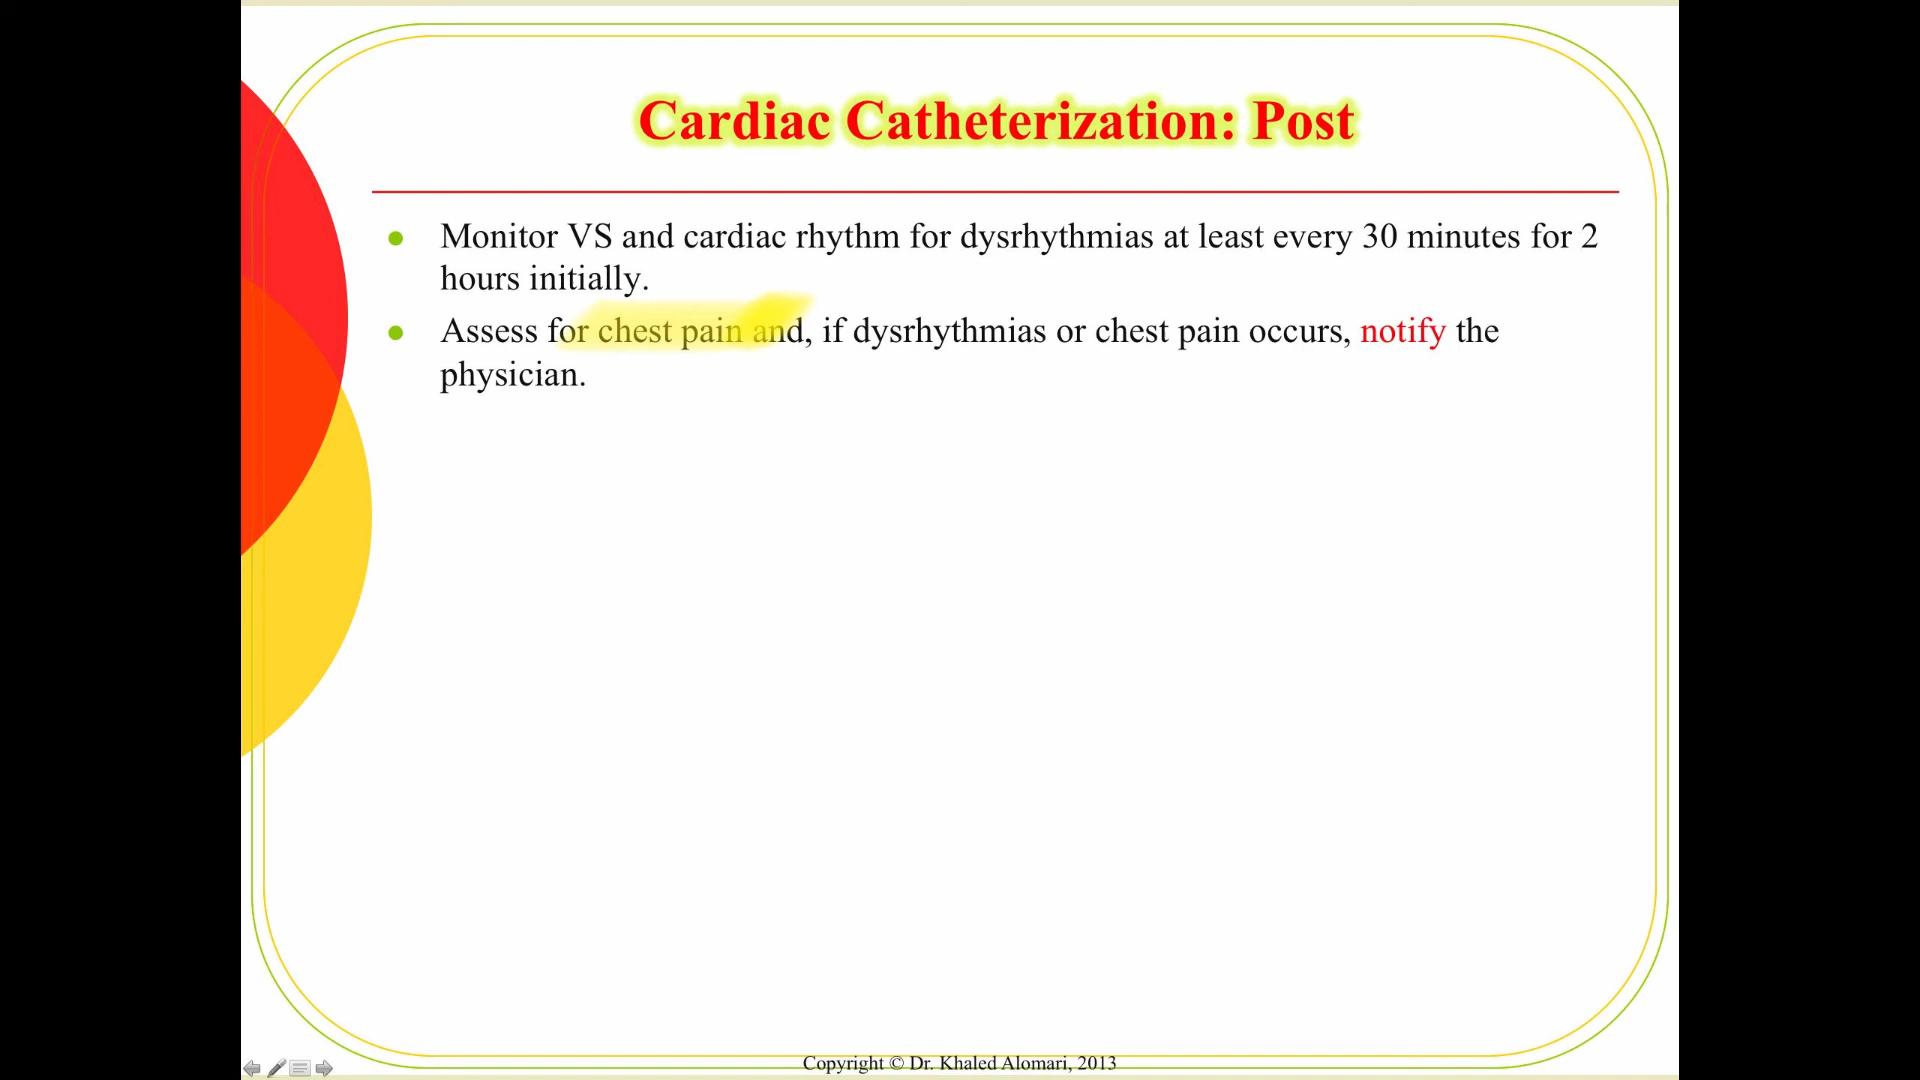 Cardiac Catheterization: Post
Monitor VS and cardiac rhythm for dysrhythmias at least every 30 minutes for 2
hours initially.
Assess for chest pain and, if dysrhythmias or chest pain occurs, notify the
physician.
Copyright © Dr. Khaled Alomari, 2013